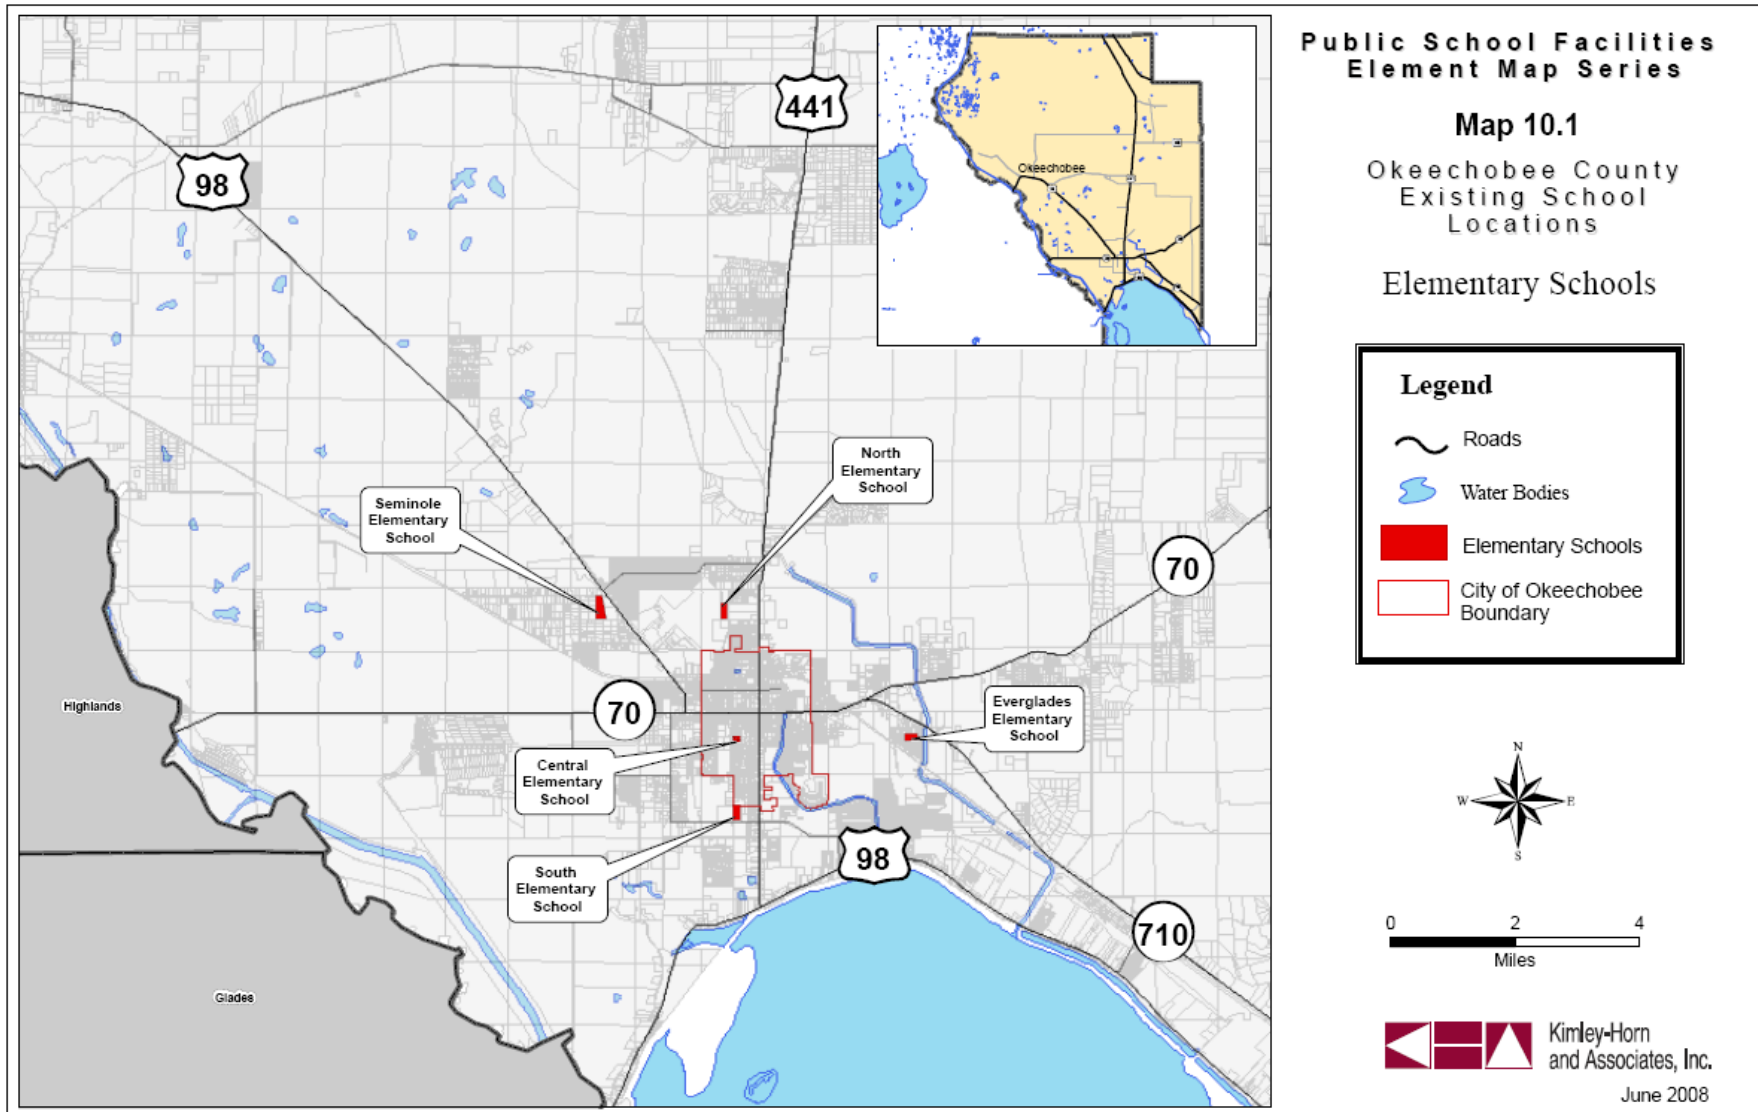 Public School Facilities
Element Map Series
Map 10.1
Okeechobee County
Existing School
Locations
Elementary Schools
Legend
Roads
Water Bodies
Elementary Schools
City of Okeechobee
Boundary
N
W
E
S
0
2
4
Miles
Kimley-Horn
and Associates, Inc.
June 2008
441
98
Okeechobee
North
Elementary
School
Seminole
Elementary
School
70
Highlands
70
Everglades
Elementary
School
Central
Elementary
School
98
South
Elementary
School
710
Glades